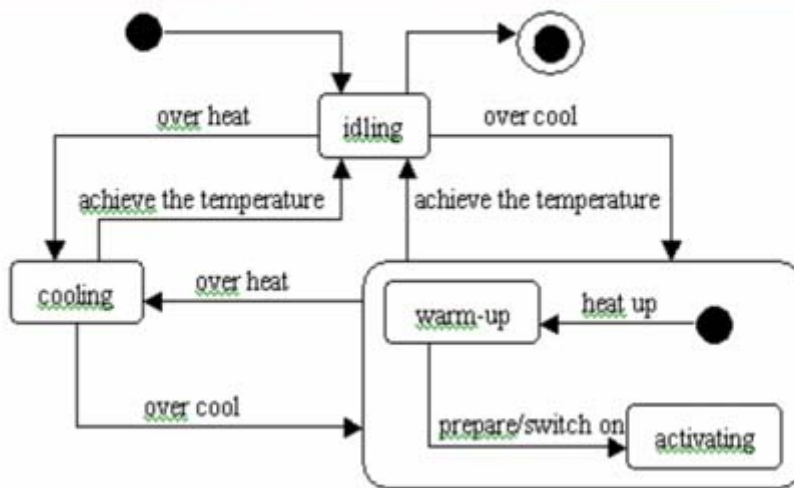 over heat
idling
over cool
achieve the temperature
achieve the temperature
cooling
over heat
warm-up
heat up
over cool
prepare/switch on
activating